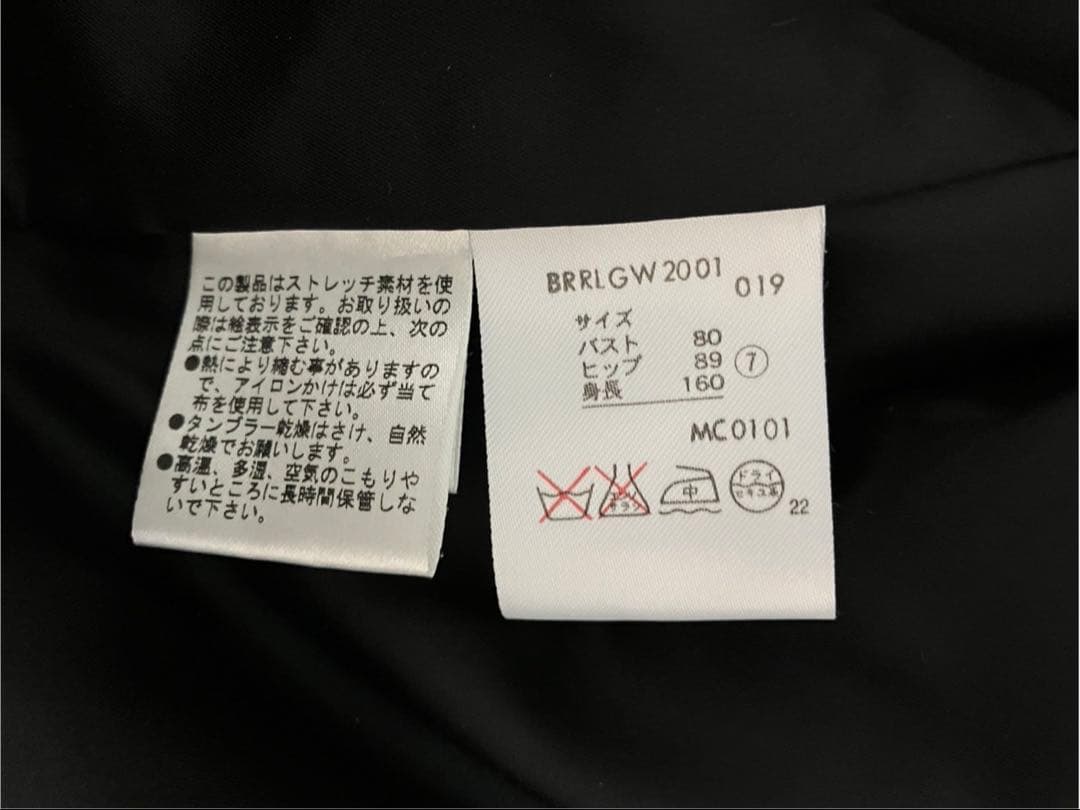 この製品はストレッチ素材を使
用しております。お取り扱いの
際は絵表示をご確認の上、次の
点にご注意下さい。
●熱により縮む事がありますの
で、アイロンかけは必ず当て
布を使用して下さい。
●タンブラー乾燥はさけ、自然
乾燥でお願いします。
●高温、多湿、空気のこもりや
すいところに長時間保管しな
いで下さい。
BRRLGW2001
019
サイズ
バスト 80
ヒップ 89 ⑦
身長 160
MC0101
エンソ
サラシ
中
ドライ
セキユ系
22